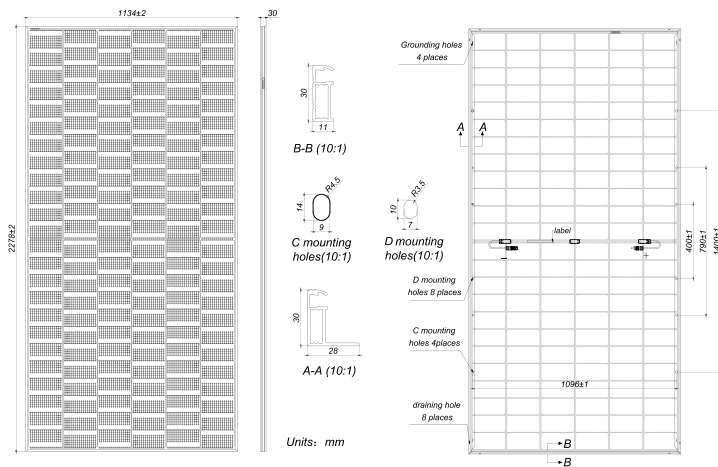 1134±2
30
2278±2
30
11
B-B (10:1)
R4.5
14
9
C mounting
holes(10:1)
R3.5
10
7
D mounting
holes(10:1)
30
28
A-A (10:1)
Units: mm
Grounding holes
4 places
A A
label
−
+
400±1
790±1
1400±1
D mounting
holes 8 places
C mounting
holes 4places
1096±1
draining hole
8 places
B
B